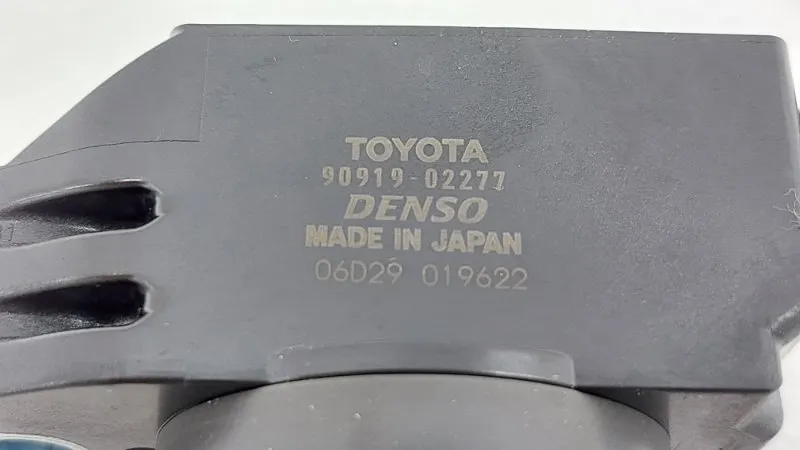 TOYOTA
90919-02277
DENSO
MADE IN JAPAN
06D29 019622